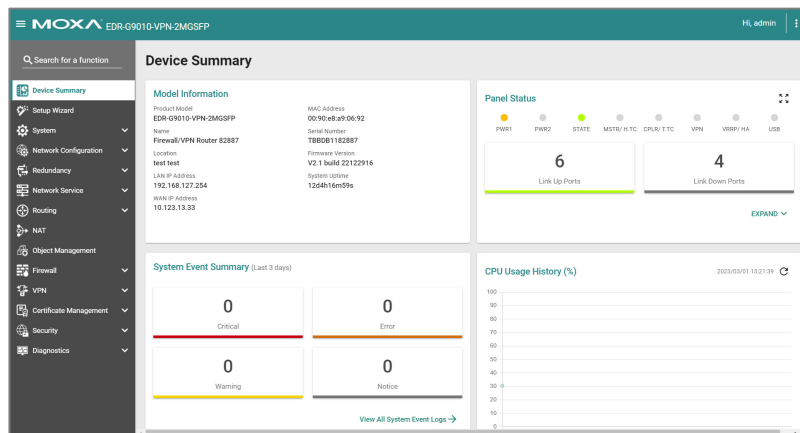 MOXA EDR-G9010-VPN-2MGSFP
Hi, admin
Search for a function
Device Summary
Setup Wizard
System
Network Configuration
Redundancy
Network Service
Routing
NAT
Object Management
Firewall
VPN
Certificate Management
Security
Diagnostics
Device Summary
Model Information
Product Model
EDR-G9010-VPN-2MGSFP
Name
Firewall/VPN Router 82887
Location
test test
LAN IP Address
192.168.127.254
WAN IP Address
10.123.13.33
MAC Address
00:90:e8:a9:06:92
Serial Number
TBBDB1182887
Firmware Version
V2.1 build 22122916
System Uptime
12d4h16m59s
Panel Status
PWR1 PWR2 STATE MSTR/ H.TC CPLR/ T.TC VPN VRRP/ HA USB
6
Link Up Ports
4
Link Down Ports
EXPAND
System Event Summary (Last 3 days)
0
Critical
0
Error
0
Warning
0
Notice
View All System Event Logs
CPU Usage History (%)
2023/03/01 13:21:39
100
90
80
70
60
50
40
30
20
10
0